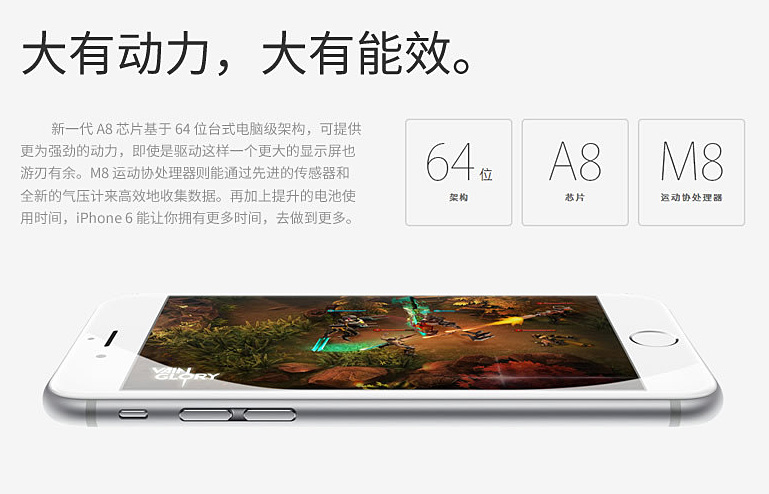 大有动力，大有能效。
新一代 A8 芯片基于 64 位台式电脑级架构，可提供
更为强劲的动力，即使是驱动这样一个更大的显示屏也
游刃有余。M8 运动协处理器则能通过先进的传感器和
全新的气压计来高效地收集数据。再加上提升的电池使
用时间，iPhone 6 能让你拥有更多时间，去做到更多。
64 位
架构
A8
芯片
M8
运动协处理器
VAIN
GLORY